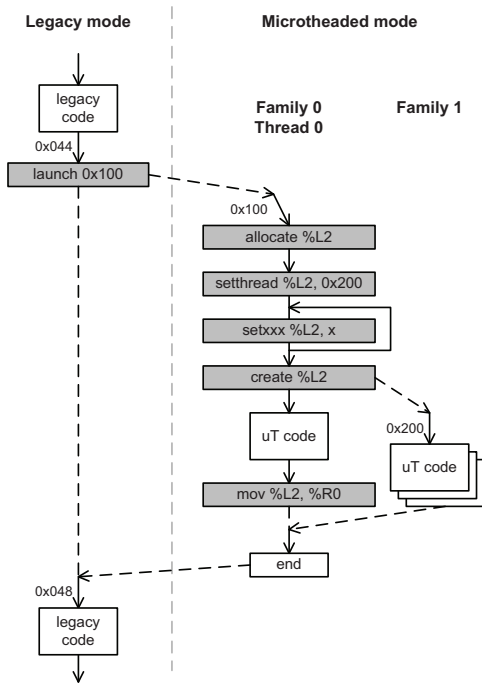 Legacy mode
Microtheaded mode
legacy
code
Family 0
Thread 0
Family 1
0x044
launch 0x100
0x100
allocate %L2
setthread %L2, 0x200
setxxx %L2, x
create %L2
uT code
0x200
uT code
mov %L2, %R0
end
0x048
legacy
code